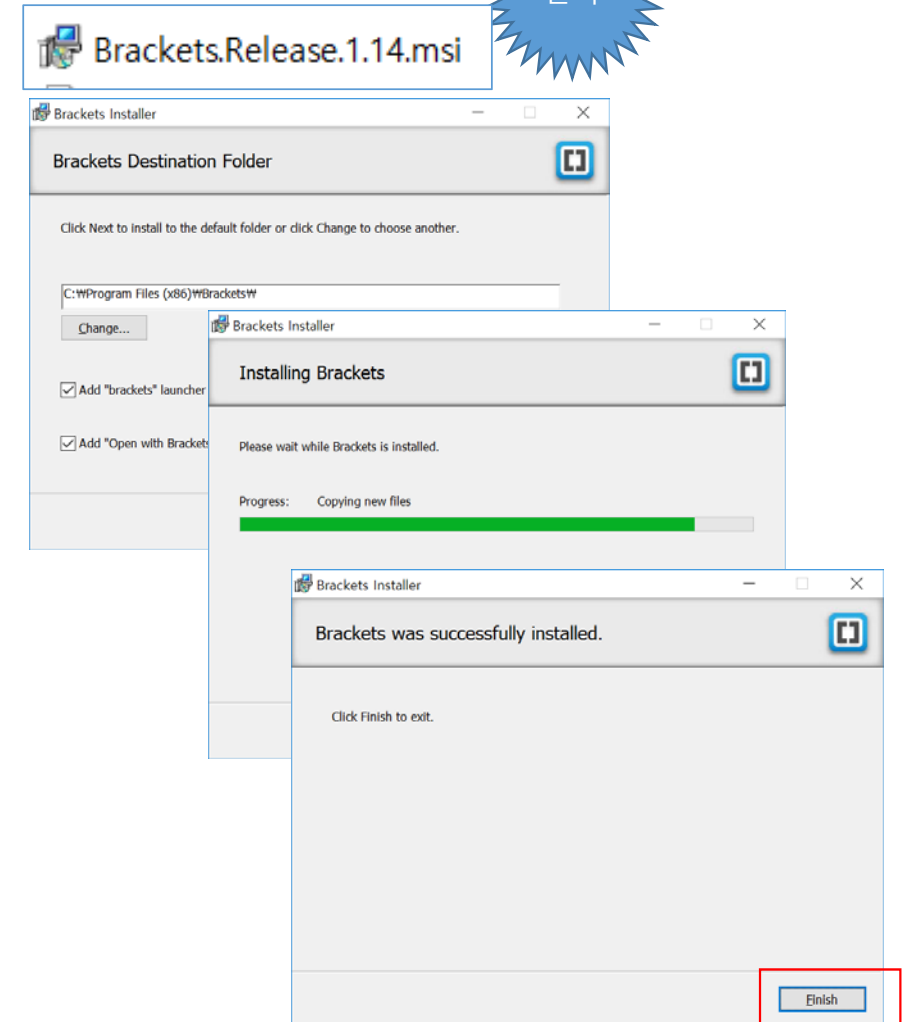 Brackets.Release.1.14.msi
Brackets Installer
Brackets Destination Folder
Click Next to install to the default folder or click Change to choose another.
C:₩Program Files (x86)₩Brackets₩
Change...
Add "brackets" launcher
Add "Open with Brackets
Brackets Installer
Installing Brackets
Please wait while Brackets is installed.
Progress: Copying new files
Brackets Installer
Brackets was successfully installed.
Click Finish to exit.
Finish